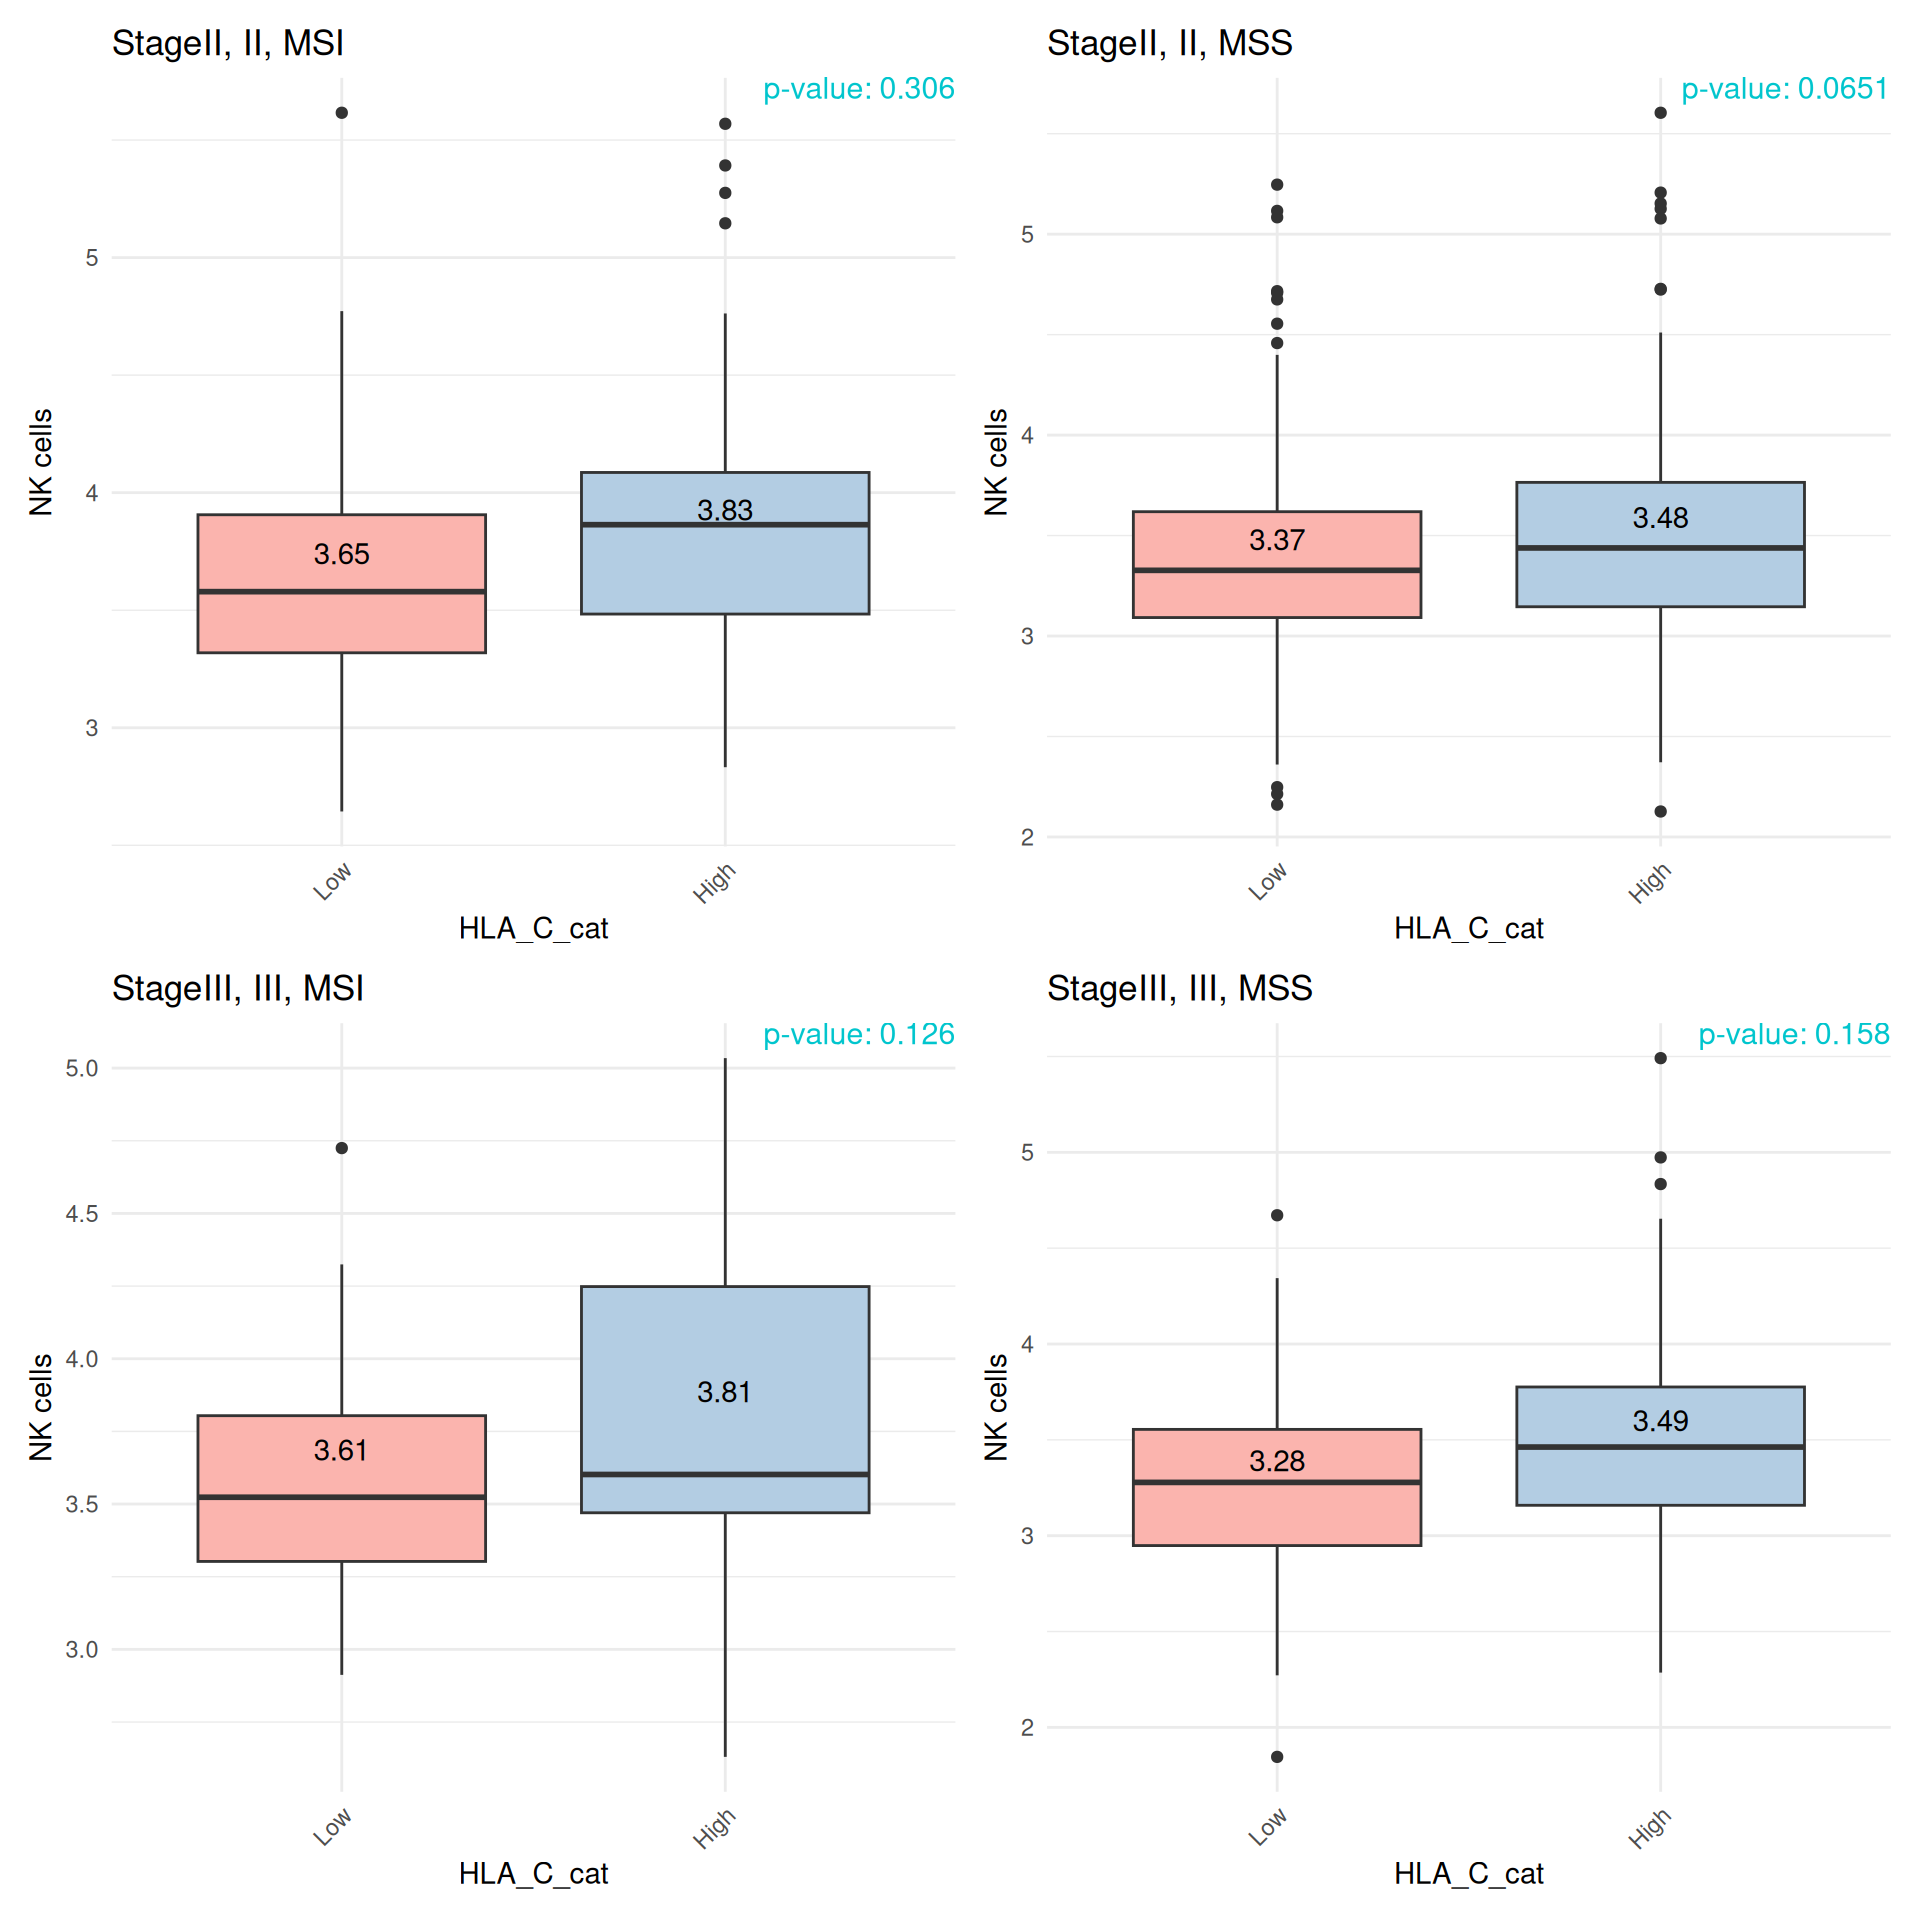 StageII, II, MSI
p-value: 0.306
NK cells
5
4
3
3.65
3.83
Low
High
HLA_C_cat
StageII, II, MSS
p-value: 0.0651
NK cells
5
4
3
2
3.37
3.48
Low
High
HLA_C_cat
StageIII, III, MSI
p-value: 0.126
NK cells
5.0
4.5
4.0
3.5
3.0
3.61
3.81
Low
High
HLA_C_cat
StageIII, III, MSS
p-value: 0.158
NK cells
5
4
3
2
3.28
3.49
Low
High
HLA_C_cat